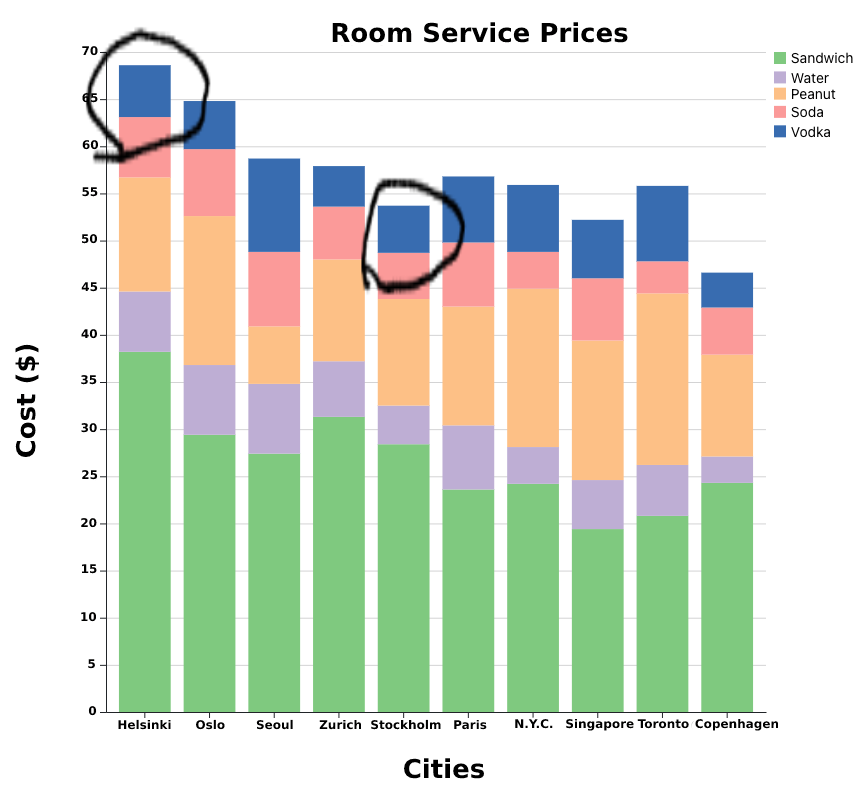 Room Service Prices
70
65
60
55
50
45
40
35
30
25
20
15
10
5
0
Cost ($)
Sandwich
Water
Peanut
Soda
Vodka
Helsinki Oslo Seoul Zurich Stockholm Paris N.Y.C. Singapore Toronto Copenhagen
Cities